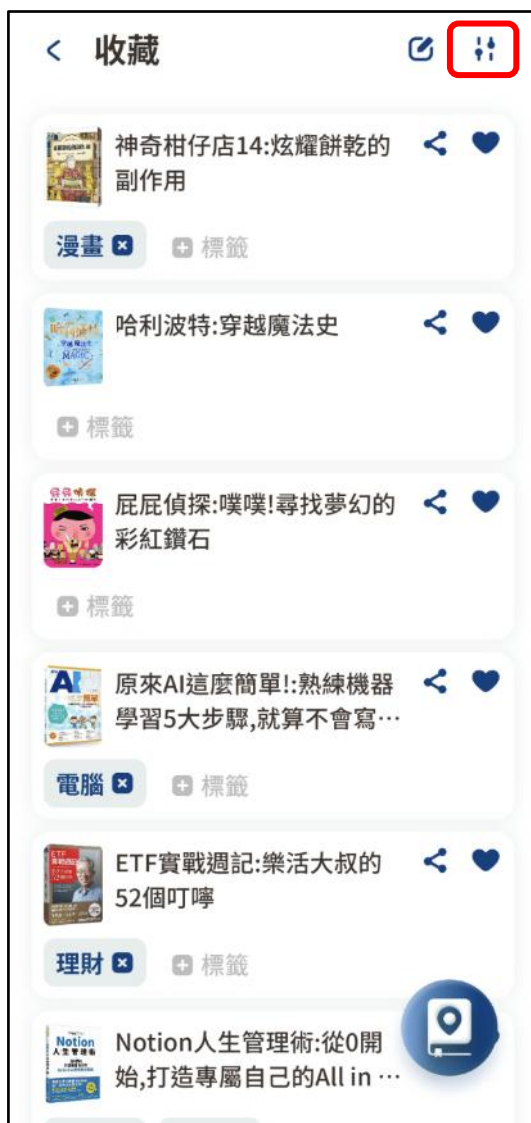 收藏
神奇柑仔店14:炫耀餅乾的
副作用
漫畫
標籤
哈利波特:穿越魔法史
標籤
屁屁偵探:噗噗!尋找夢幻的
彩紅鑽石
標籤
原來AI這麼簡單!:熟練機器
學習5大步驟,就算不會寫…
電腦
標籤
ETF實戰週記:樂活大叔的
52個叮嚀
理財
標籤
Notion
人生管理術
Notion人生管理術:從0開
始,打造專屬自己的All in …